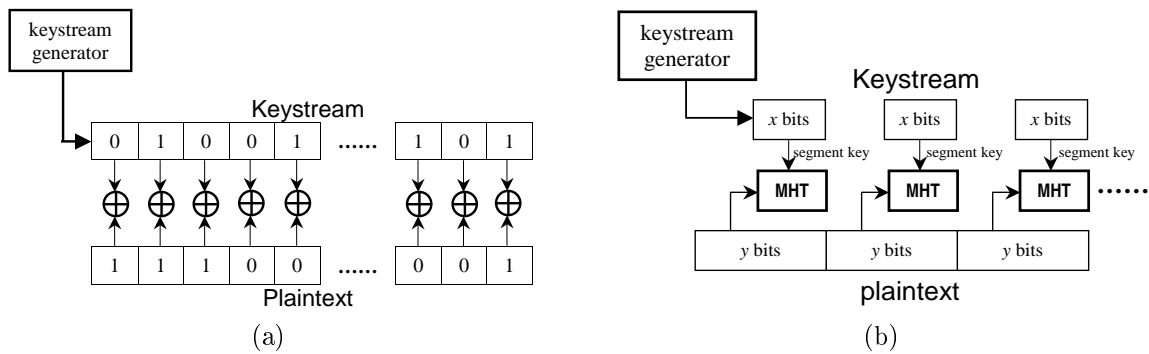 keystream
generator
Keystream
0 1 0 0 1 ...... 1 0 1
1 1 1 0 0 ...... 0 0 1
Plaintext
(a)
keystream
generator
Keystream
x bits x bits x bits
segment key segment key segment key
MHT MHT MHT ......
y bits y bits y bits
plaintext
(b)